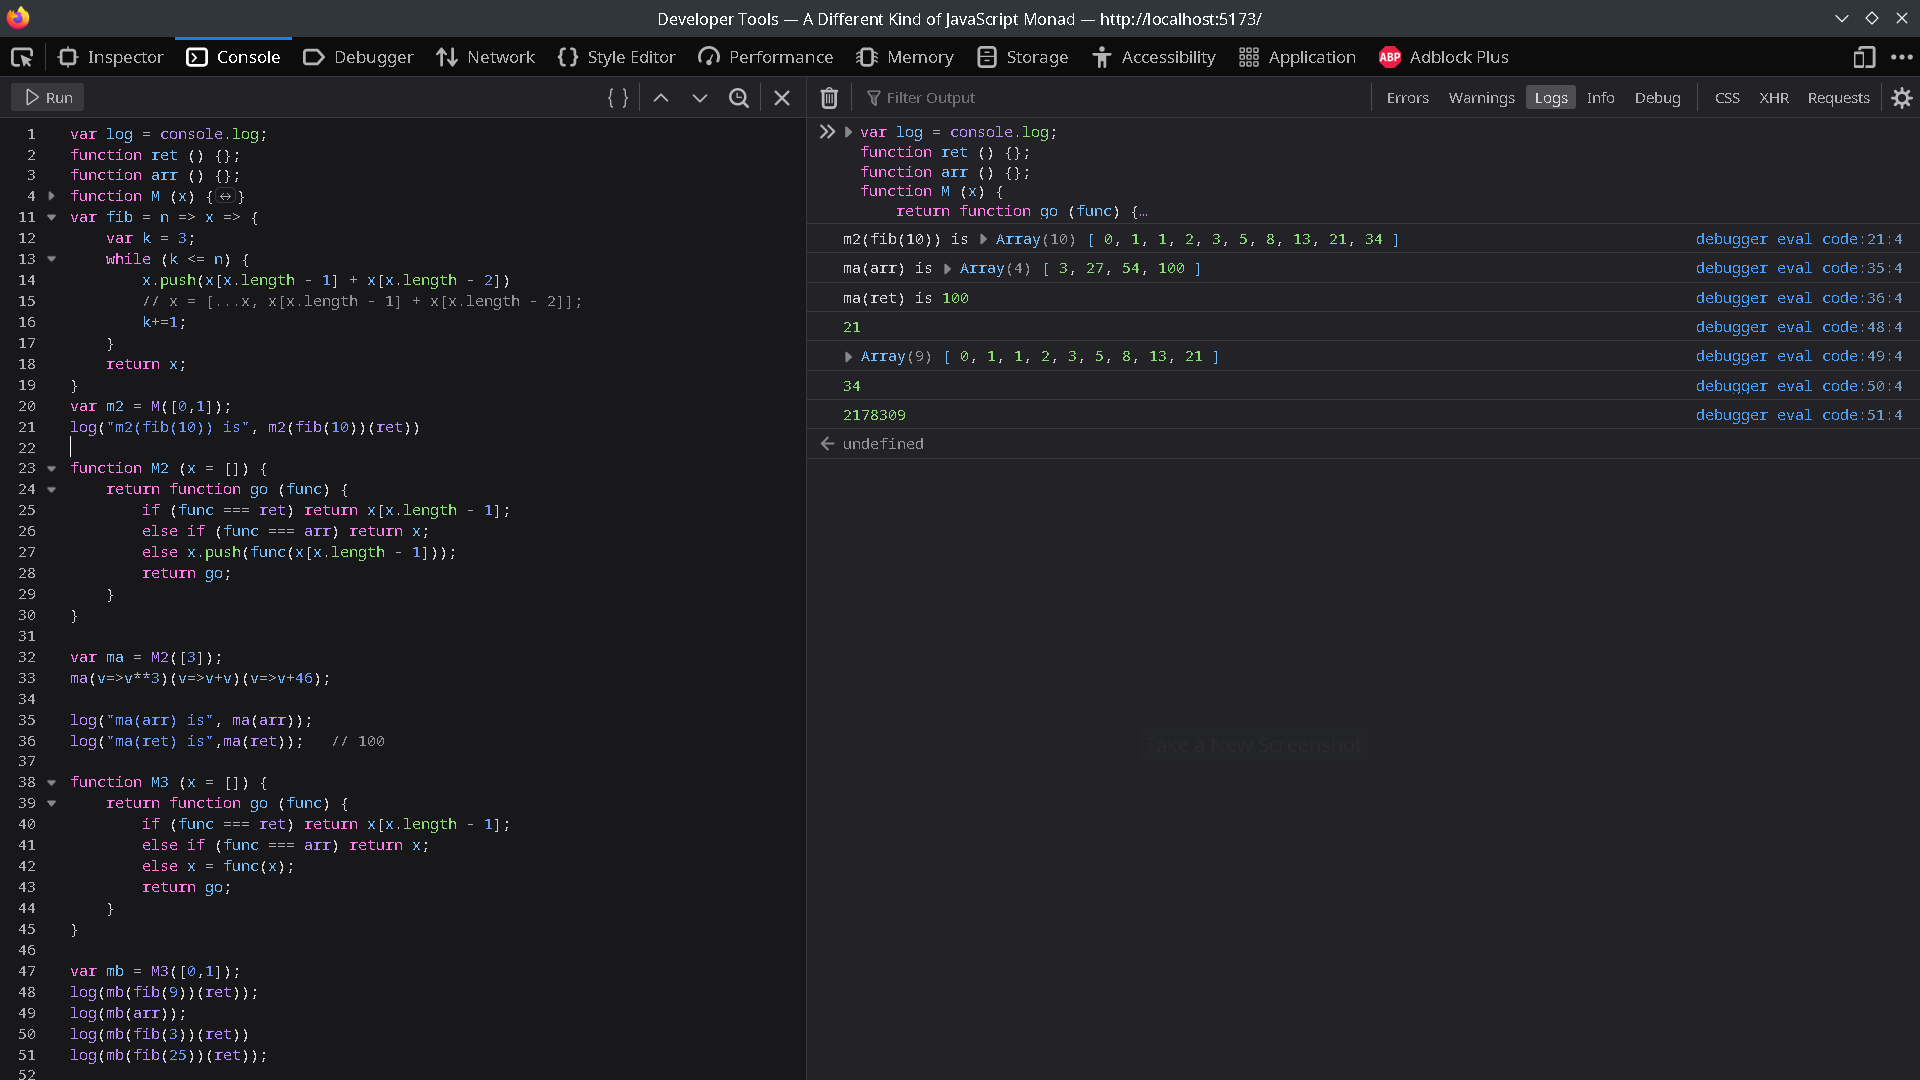 Developer Tools — A Different Kind of JavaScript Monad — http://localhost:5173/
Inspector Console Debugger Network {} Style Editor Performance Memory Storage Accessibility Application ABP Adblock Plus
Run { }
1 var log = console.log;
2 function ret () {};
3 function arr () {};
4 function M (x) {↔}
11 var fib = n => x => {
12 var k = 3;
13 while (k <= n) {
14 x.push(x[x.length - 1] + x[x.length - 2])
15 // x = [...x, x[x.length - 1] + x[x.length - 2]];
16 k+=1;
17 }
18 return x;
19 }
20 var m2 = M([0,1]);
21 log("m2(fib(10)) is", m2(fib(10))(ret))
22
23 function M2 (x = []) {
24 return function go (func) {
25 if (func === ret) return x[x.length - 1];
26 else if (func === arr) return x;
27 else x.push(func(x[x.length - 1]));
28 return go;
29 }
30 }
31
32 var ma = M2([3]);
33 ma(v=>v**3)(v=>v+v)(v=>v+46);
34
35 log("ma(arr) is", ma(arr));
36 log("ma(ret) is",ma(ret)); // 100
37
38 function M3 (x = []) {
39 return function go (func) {
40 if (func === ret) return x[x.length - 1];
41 else if (func === arr) return x;
42 else x = func(x);
43 return go;
44 }
45 }
46
47 var mb = M3([0,1]);
48 log(mb(fib(9))(ret));
49 log(mb(arr));
50 log(mb(fib(3))(ret))
51 log(mb(fib(25))(ret));
52
Filter Output Errors Warnings Logs Info Debug CSS XHR Requests
var log = console.log;
function ret () {};
function arr () {};
function M (x) {
return function go (func) {…
m2(fib(10)) is Array(10) [ 0, 1, 1, 2, 3, 5, 8, 13, 21, 34 ] debugger eval code:21:4
ma(arr) is Array(4) [ 3, 27, 54, 100 ] debugger eval code:35:4
ma(ret) is 100 debugger eval code:36:4
21 debugger eval code:48:4
Array(9) [ 0, 1, 1, 2, 3, 5, 8, 13, 21 ] debugger eval code:49:4
34 debugger eval code:50:4
2178309 debugger eval code:51:4
undefined
Take a New Screenshot